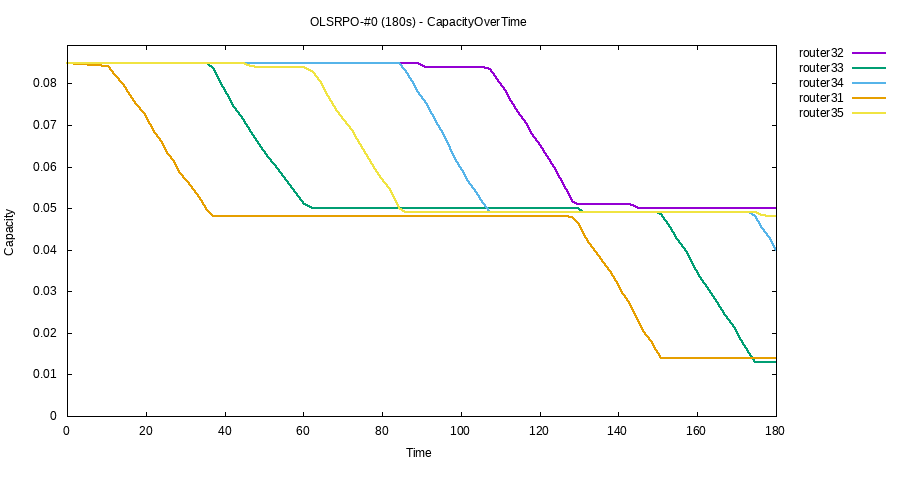 OLSRPO-#0 (180s) - CapacityOverTime
router32
router33
router34
router31
router35
0.08
0.07
0.06
0.05
0.04
0.03
0.02
0.01
0
Capacity
0 20 40 60 80 100 120 140 160 180
Time